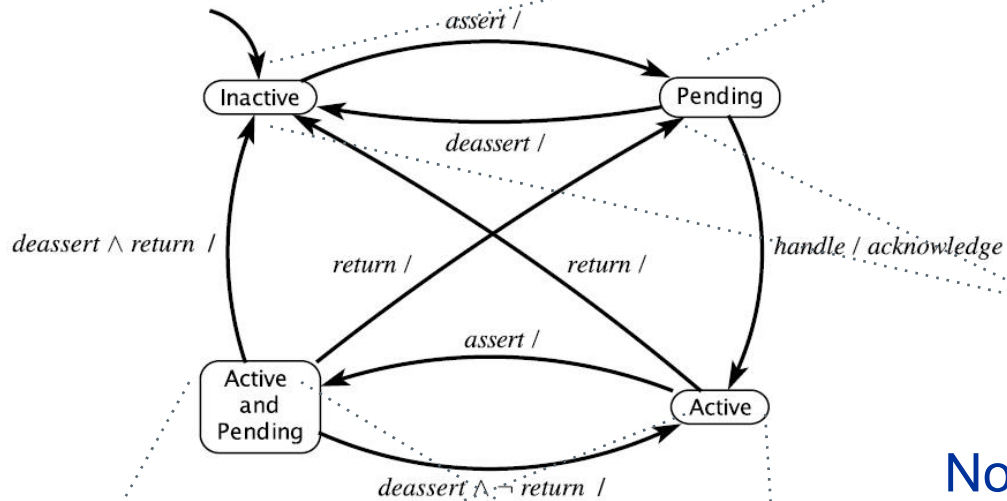 assert /
Inactive
Pending
deassert /
deassert ∧ return /
return /
return /
handle / acknowledge
assert /
Active
and
Pending
Active
deassert ∧ ¬ return /
No